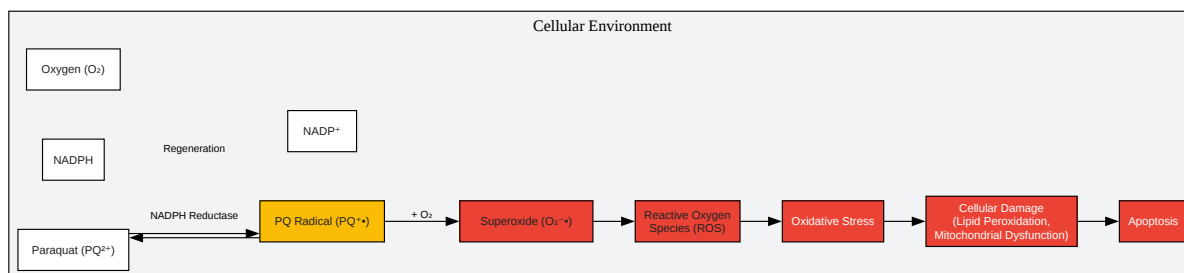 Cellular Environment
Oxygen (O₂)
NADP⁺
NADPH
Regeneration
NADPH Reductase
PQ Radical (PQ⁺•)
+ O₂
Superoxide (O₂⁻•)
Reactive Oxygen
Species (ROS)
Oxidative Stress
Cellular Damage
(Lipid Peroxidation,
Mitochondrial Dysfunction)
Apoptosis
Paraquat (PQ²⁺)